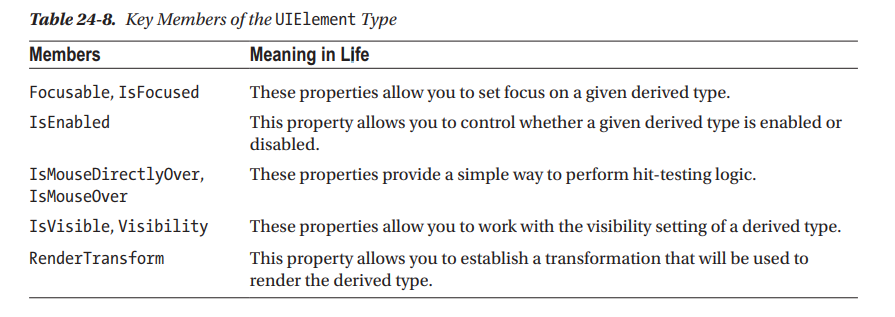 Table 24-8. Key Members of the UIElement Type
Members Meaning in Life
Focusable, IsFocused These properties allow you to set focus on a given derived type.
IsEnabled This property allows you to control whether a given derived type is enabled or
disabled.
IsMouseDirectlyOver, These properties provide a simple way to perform hit-testing logic.
IsMouseOver
IsVisible, Visibility These properties allow you to work with the visibility setting of a derived type.
RenderTransform This property allows you to establish a transformation that will be used to
render the derived type.